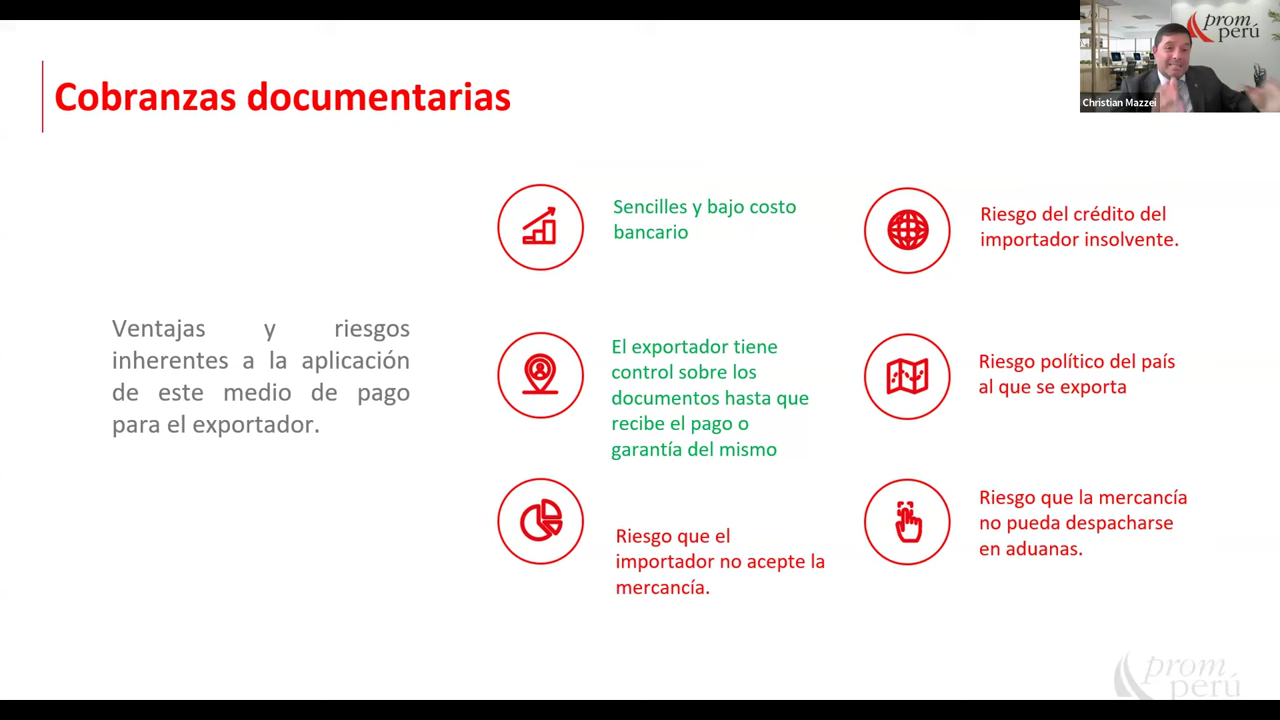 Cobranzas documentarias
prom
perú
Christian Mazzei
Ventajas y riesgos
inherentes a la aplicación
de este medio de pago
para el exportador.
Sencilles y bajo costo
bancario
El exportador tiene
control sobre los
documentos hasta que
recibe el pago o
garantía del mismo
Riesgo que el
importador no acepte la
mercancía.
Riesgo del crédito del
importador insolvente.
Riesgo político del país
al que se exporta
Riesgo que la mercancía
no pueda despacharse
en aduanas.
prom
perú